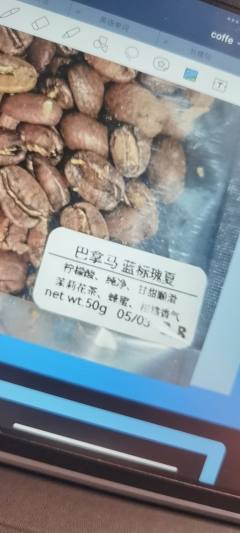 coffe
巴拿马 蓝标瑰夏
柠檬酸、纯净、甘甜顺滑
茉莉花茶、蜂蜜、柑橘香气
net wt.50g 05/03 R